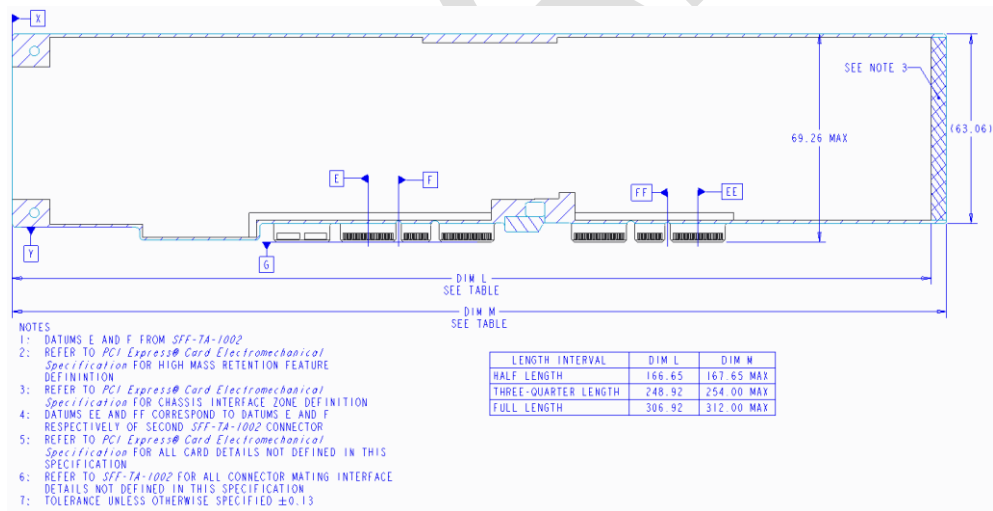 X
SEE NOTE 3
(63.06)
69.26 MAX
E
F
FF
EE
Y
G
DIM L
SEE TABLE
DIM M
SEE TABLE
NOTES
1: DATUMS E AND F FROM SFF-TA-1002
2: REFER TO PCI Express® Card Electromechanical
Specification FOR HIGH MASS RETENTION FEATURE
DEFININTION
3: REFER TO PCI Express® Card Electromechanical
Specification FOR CHASSIS INTERFACE ZONE DEFINITION
4: DATUMS EE AND FF CORRESPOND TO DATUMS E AND F
RESPECTIVELY OF SECOND SFF-TA-1002 CONNECTOR
5: REFER TO PCI Express® Card Electromechanical
Specification FOR ALL CARD DETAILS NOT DEFINED IN THIS
SPECIFICATION
6: REFER TO SFF-TA-1002 FOR ALL CONNECTOR MATING INTERFACE
DETAILS NOT DEFINED IN THIS SPECIFICATION
7: TOLERANCE UNLESS OTHERWISE SPECIFIED ±0.13
LENGTH INTERVAL DIM L DIM M
HALF LENGTH 166.65 167.65 MAX
THREE-QUARTER LENGTH 248.92 254.00 MAX
FULL LENGTH 306.92 312.00 MAX